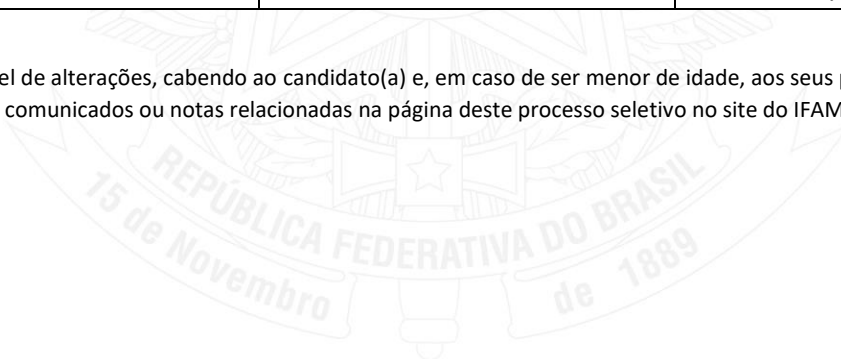 el de alterações, cabendo ao candidato(a) e, em caso de ser menor de idade, aos seus
comunicados ou notas relacionadas na página deste processo seletivo no site do IFAM
REPÚBLICA FEDERATIVA DO BRASIL
15 de Novembro de 1889